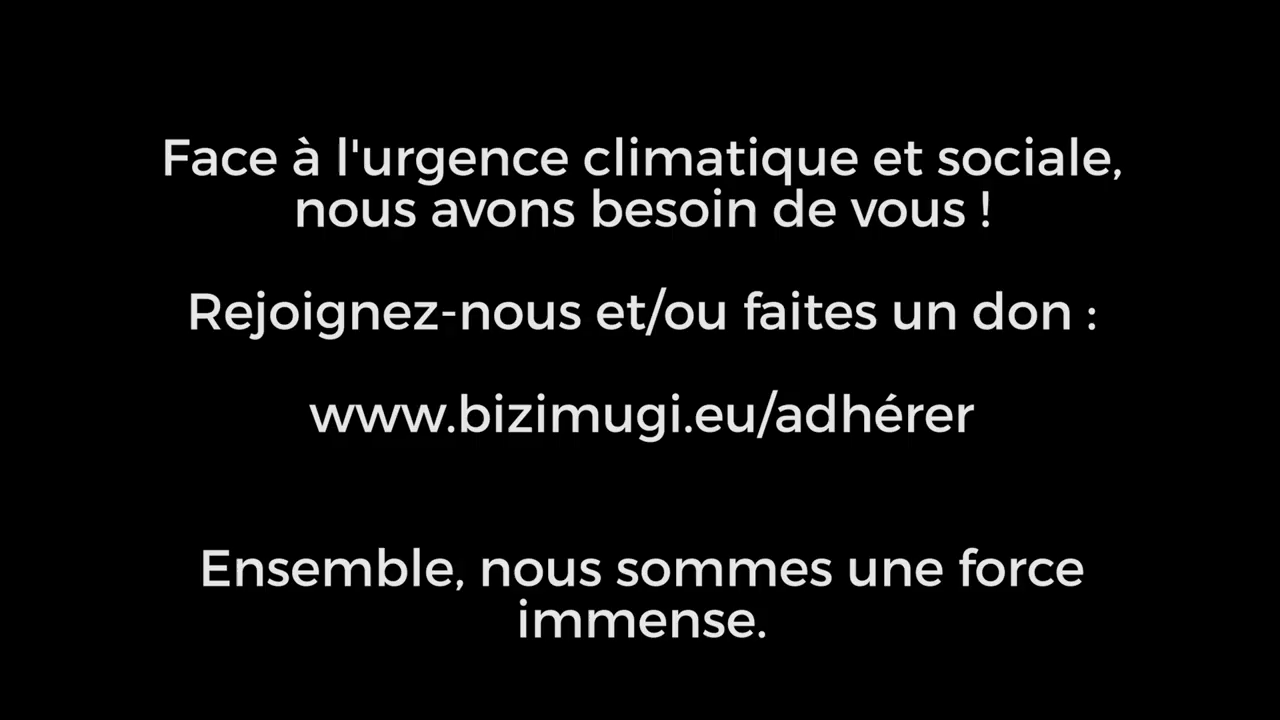 Face à l'urgence climatique et sociale,
nous avons besoin de vous !
Rejoignez-nous et/ou faites un don :
www.bizimugi.eu/adhérer
Ensemble, nous sommes une force
immense.